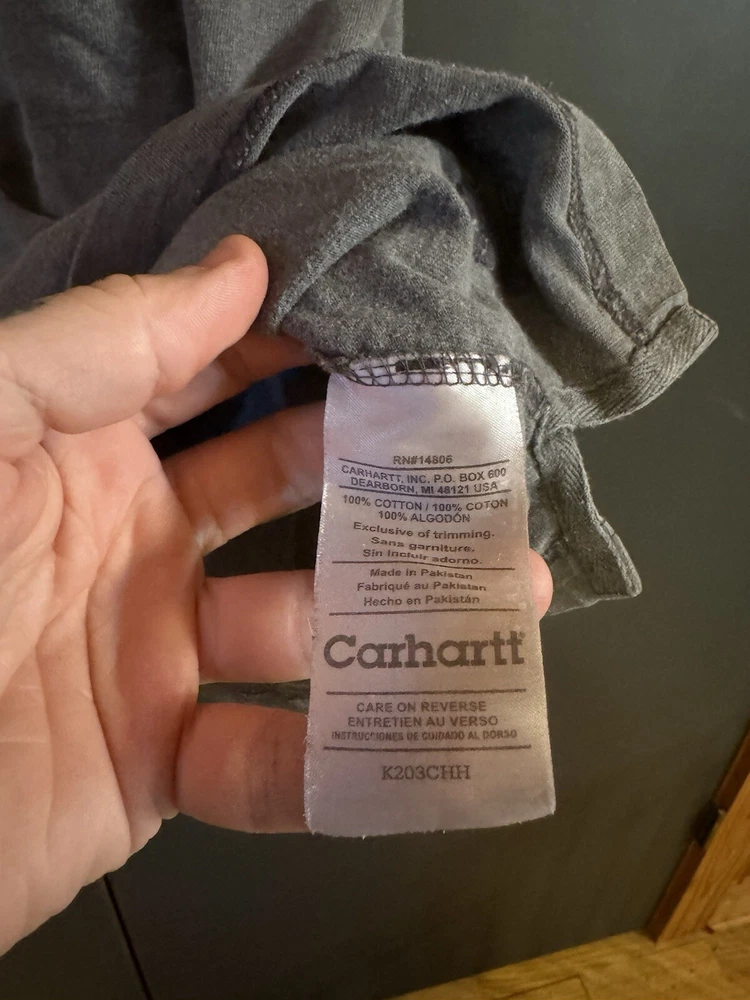 RN#14806
CARHARTT, INC. P.O. BOX 600
DEARBORN, MI 48121 USA
100% COTTON / 100% COTON
100% ALGODÓN
Exclusive of trimming.
Sans garniture.
Sin incluir adorno.
Made in Pakistan
Fabriqué au Pakistan
Hecho en Pakistán
Carhartt®
CARE ON REVERSE
ENTRETIEN AU VERSO
INSTRUCCIONES DE CUIDADO AL DORSO
K203CHH